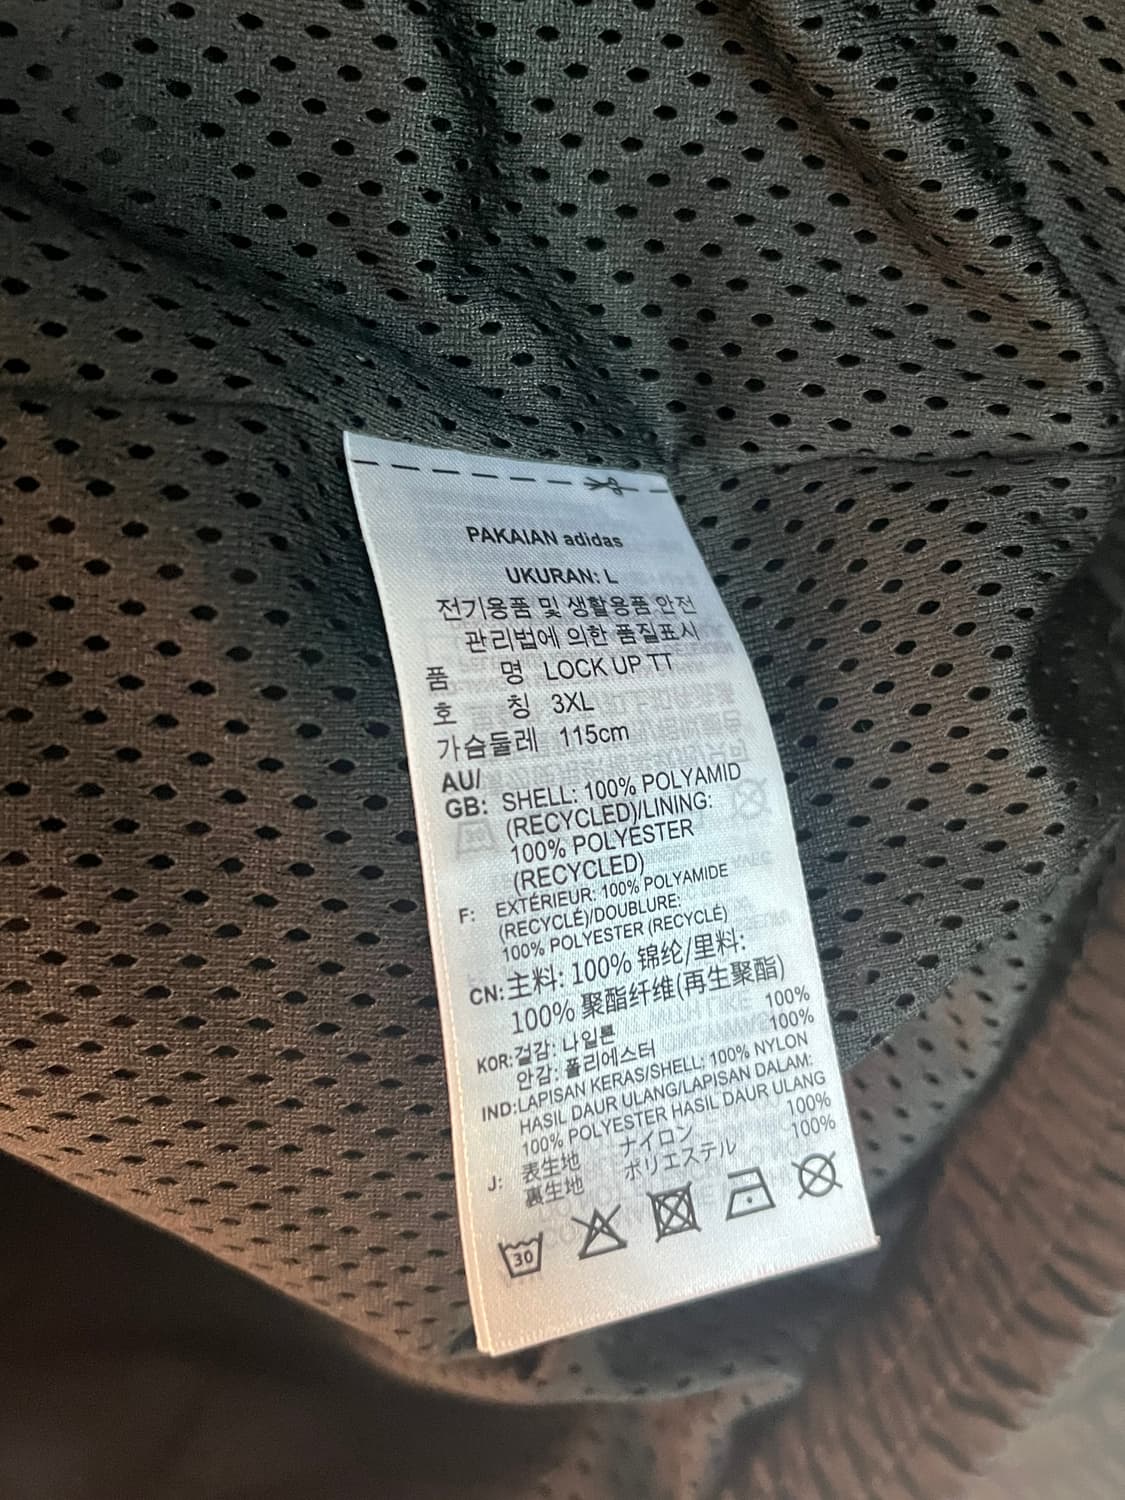 PAKAIAN adidas
UKURAN: L
전기용품 및 생활용품 안전
관리법에 의한 품질표시
품 명 LOCK UP TT
호 칭 3XL
가슴둘레 115cm
AU/
GB: SHELL: 100% POLYAMID
(RECYCLED)/LINING:
100% POLYESTER
(RECYCLED)
F: EXTÉRIEUR: 100% POLYAMIDE
(RECYCLÉ)/DOUBLURE:
100% POLYESTER (RECYCLÉ)
CN: 主料: 100% 锦纶/里料:
100% 聚酯纤维(再生聚酯)
KOR: 겉감: 나일론 100%
안감: 폴리에스터 100%
IND: LAPISAN KERAS/SHELL: 100% NYLON
HASIL DAUR ULANG/LAPISAN DALAM:
100% POLYESTER HASIL DAUR ULANG
J: 表生地 ナイロン 100%
裏生地 ポリエステル 100%
30